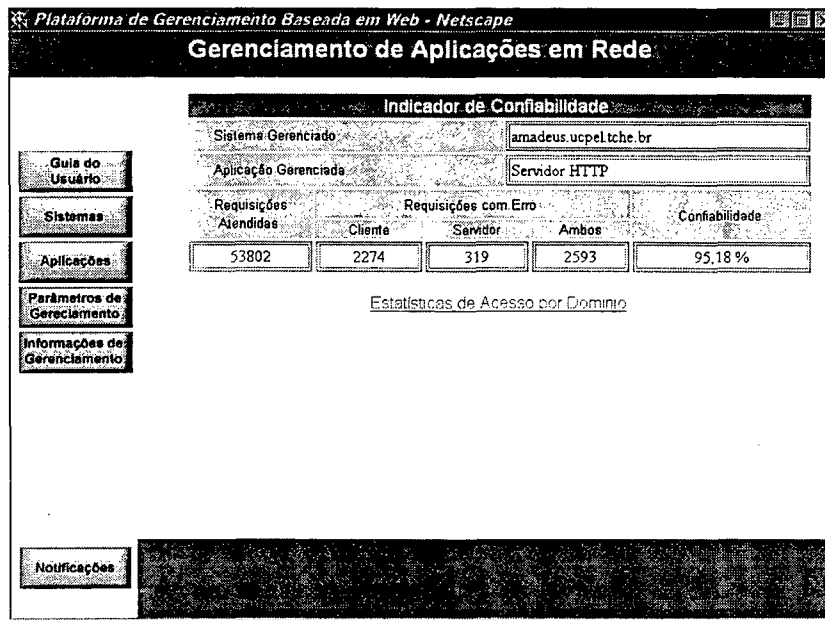 Plataforma de Gerenciamento Baseada em Web - Netscape
Gerenciamento de Aplicações em Rede
Indicador de Confiabilidade
Sistema Gerenciado amadeus.ucpel.tche.br
Aplicação Gerenciada Servidor HTTP
Requisições Atendidas Requisições com Erro Confiabilidade
Cliente Servidor Ambos
53802 2274 319 2593 95,18 %
Estatísticas de Acesso por Domínio
Guia do
Usuário
Sistemas
Aplicações
Parâmetros de
Gereciamento
Informações de
Gerenciamento
Notificações